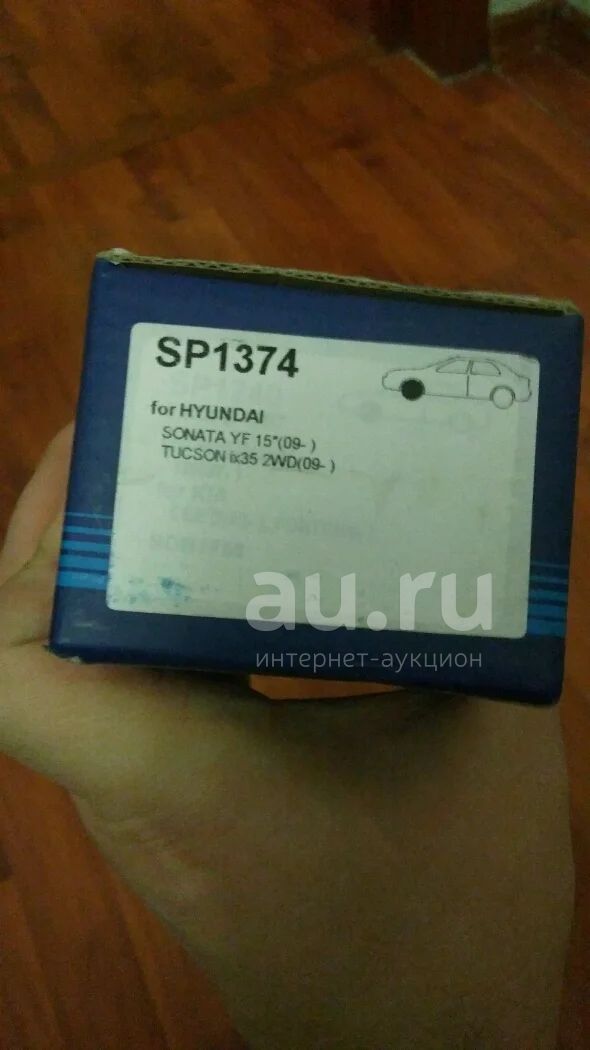 SP1374
for HYUNDAI
SONATA YF 15"(09- )
TUCSON ix35 2WD(09- )
au.ru
интернет-аукцион